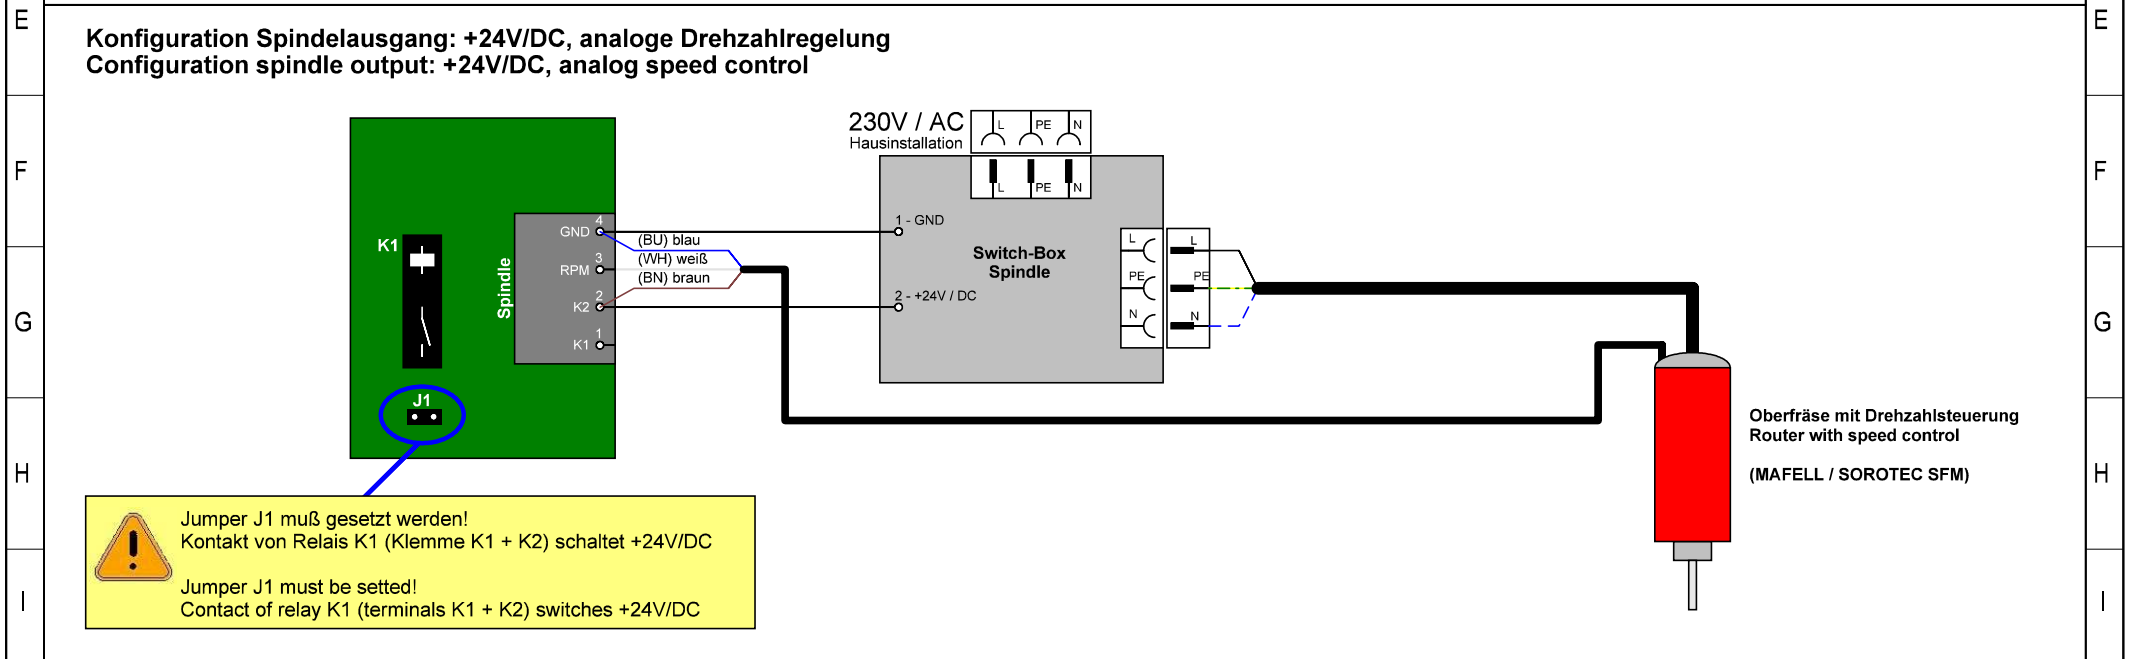 E
E
Konfiguration Spindelausgang: +24V/DC, analoge Drehzahlregelung
Configuration spindle output: +24V/DC, analog speed control
230V / AC
Hausinstallation
L
PE
N
L
PE
N
F
F
K1
Spindle
4
GND
3
RPM
2
K2
1
K1
(BU) blau
(WH) weiß
(BN) braun
1 - GND
2 - +24V / DC
Switch-Box
Spindle
L
PE
N
L
PE
N
G
G
J1
Oberfräse mit Drehzahlsteuerung
Router with speed control
(MAFELL / SOROTEC SFM)
H
H
Jumper J1 muß gesetzt werden!
Kontakt von Relais K1 (Klemme K1 + K2) schaltet +24V/DC
Jumper J1 must be setted!
Contact of relay K1 (terminals K1 + K2) switches +24V/DC
I
I